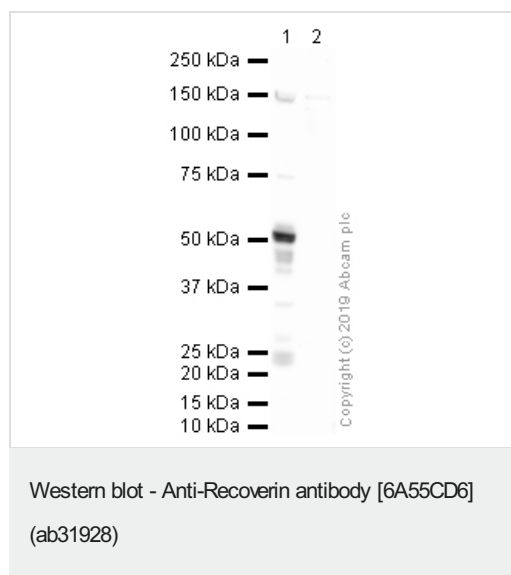 1 2
250 kDa
150 kDa
100 kDa
75 kDa
50 kDa
37 kDa
25 kDa
20 kDa
15 kDa
10 kDa
Copyright (c) 2019 Abcam plc
Western blot - Anti-Recoverin antibody [6A55CD6]
(ab31928)